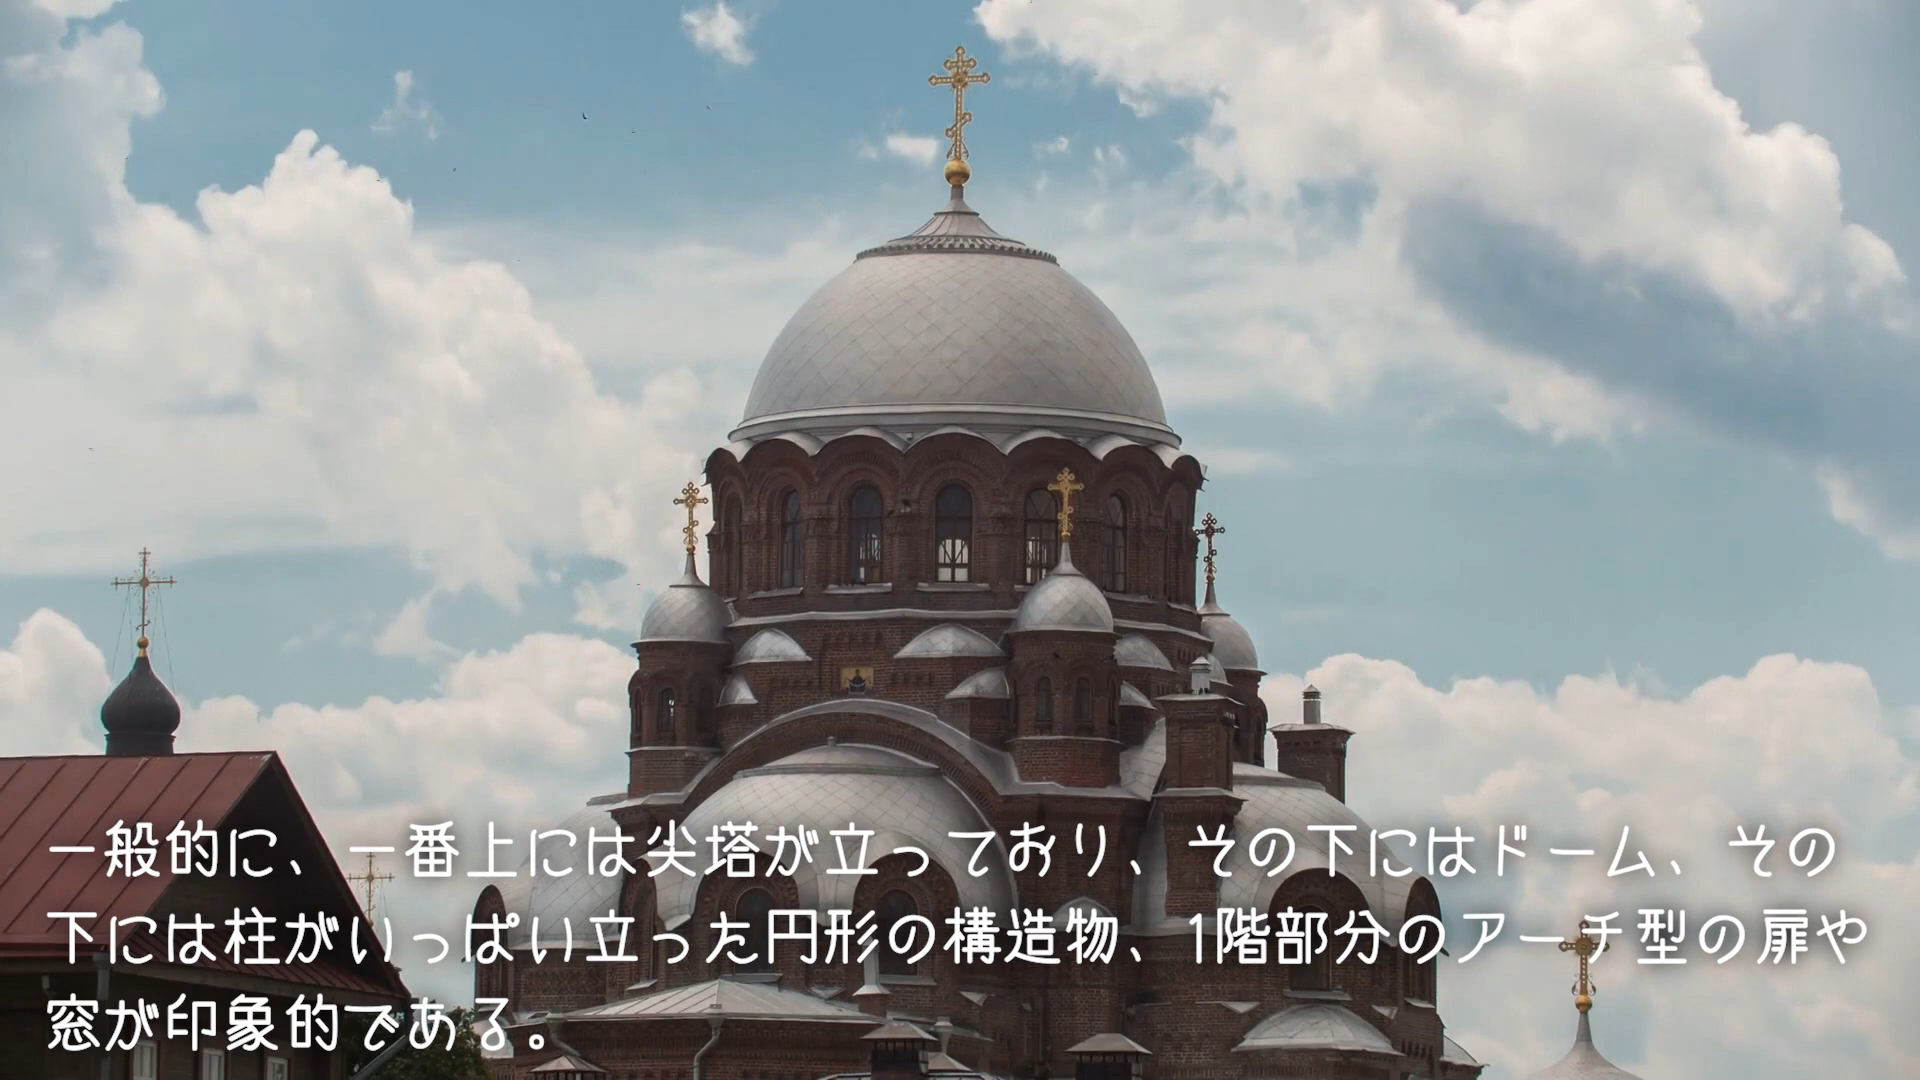 一般的に、一番上には尖塔が立っており、その下にはドーム、その
下には柱がいっぱい立った円形の構造物、1階部分のアーチ型の扉や
窓が印象的である。